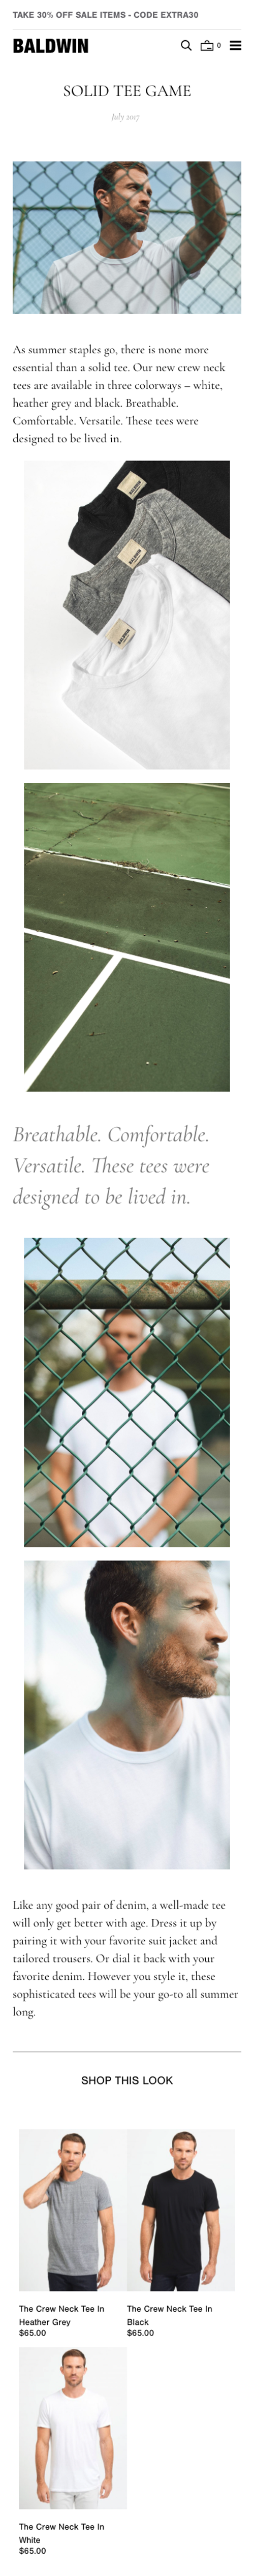 TAKE 30% OFF SALE ITEMS - CODE EXTRA30
BALDWIN
0
SOLID TEE GAME
July 2017
As summer staples go, there is none more
essential than a solid tee. Our new crew neck
tees are available in three colorways – white,
heather grey and black. Breathable.
Comfortable. Versatile. These tees were
designed to be lived in.
BALDWIN
BALDWIN
BALDWIN
Breathable. Comfortable.
Versatile. These tees were
designed to be lived in.
Like any good pair of denim, a well-made tee
will only get better with age. Dress it up by
pairing it with your favorite suit jacket and
tailored trousers. Or dial it back with your
favorite denim. However you style it, these
sophisticated tees will be your go-to all summer
long.
SHOP THIS LOOK
The Crew Neck Tee In
Heather Grey
$65.00
The Crew Neck Tee In
Black
$65.00
The Crew Neck Tee In
White
$65.00